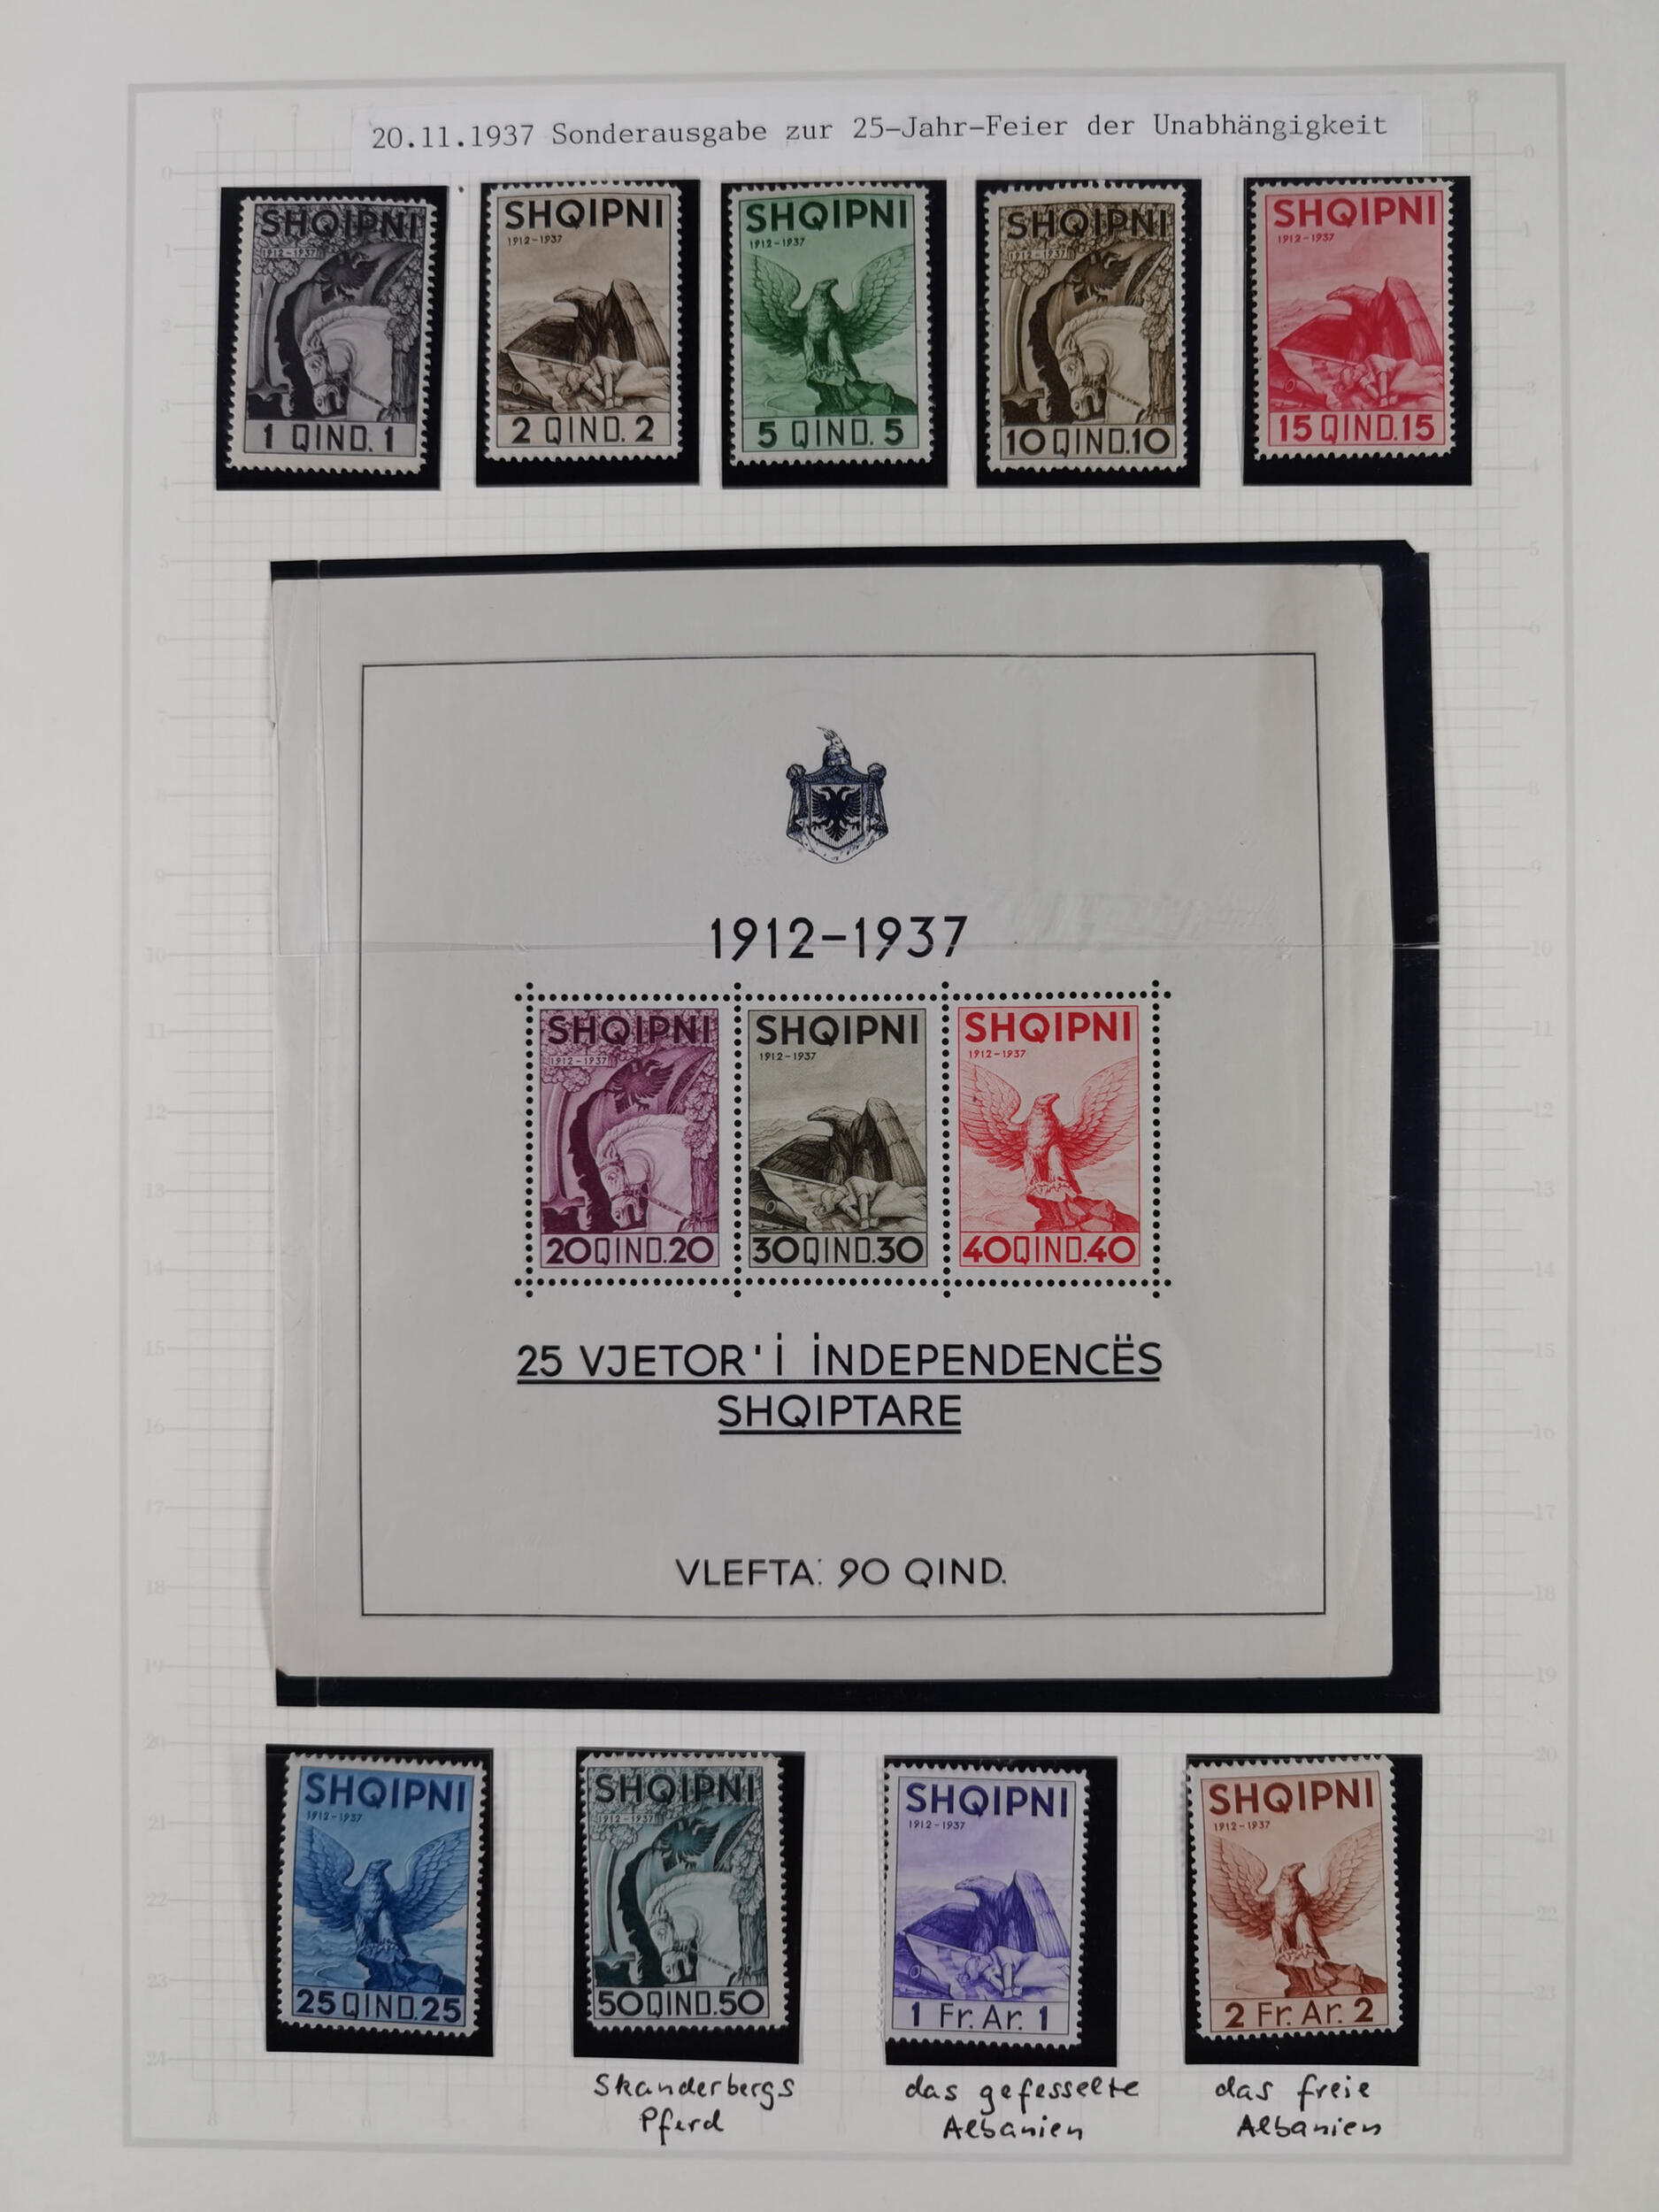 20.11.1937 Sonderausgabe zur 25-Jahr-Feier der Unabhängigkeit
SHQIPNI
1912-1937
1 QIND. 1
SHQIPNI
1912-1937
2 QIND. 2
SHQIPNI
1912-1937
5 QIND. 5
SHQIPNI
1912-1937
10 QIND. 10
SHQIPNI
1912-1937
15 QIND. 15
1912-1937
SHQIPNI
1912-1937
20 QIND. 20
SHQIPNI
1912-1937
30 QIND. 30
SHQIPNI
1912-1937
40 QIND. 40
25 VJETOR'İ İNDEPENDENCËS
SHQIPTARE
VLEFTA: 90 QIND.
SHQIPNI
1912-1937
25 QIND. 25
SHQIPNI
1912-1937
50 QIND. 50
SHQIPNI
1912-1937
1 Fr. Ar. 1
SHQIPNI
1912-1937
2 Fr. Ar. 2
Skanderbergs
Pferd
das gefesselte
Albanien
das freie
Albanien